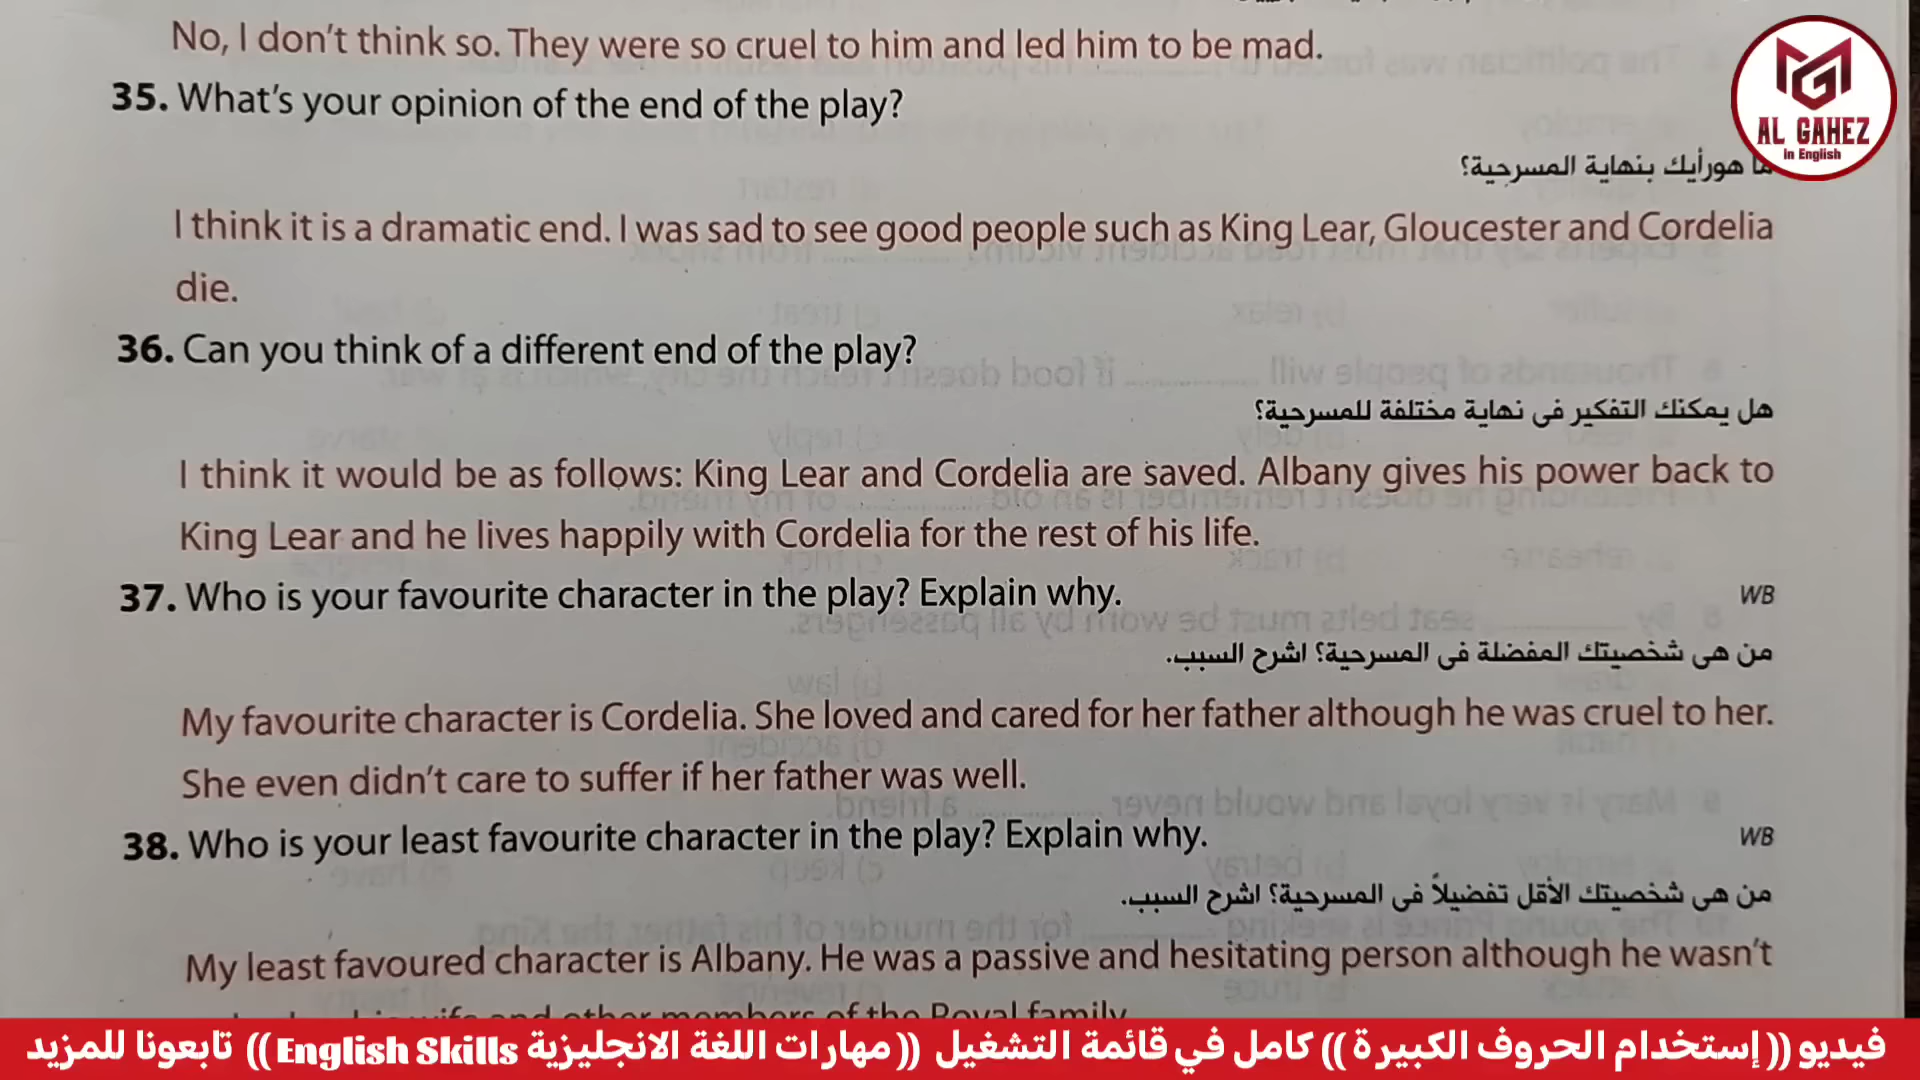 No, I don't think so. They were so cruel to him and led him to be mad.
AL GAHEZ
in English
35. What's your opinion of the end of the play?
هورأيك بنهاية المسرحية؟
I think it is a dramatic end. I was sad to see good people such as King Lear, Gloucester and Cordelia
die.
36. Can you think of a different end of the play?
هل يمكنك التفكير فى نهاية مختلفة للمسرحية؟
I think it would be as follows: King Lear and Cordelia are saved. Albany gives his power back to
King Lear and he lives happily with Cordelia for the rest of his life.
37. Who is your favourite character in the play? Explain why. WB
من هى شخصيتك المفضلة فى المسرحية؟ اشرح السبب.
My favourite character is Cordelia. She loved and cared for her father although he was cruel to her.
She even didn't care to suffer if her father was well.
38. Who is your least favourite character in the play? Explain why. WB
من هى شخصيتك الأقل تفضيلاً فى المسرحية؟ اشرح السبب.
My least favoured character is Albany. He was a passive and hesitating person although he wasn't
wife and other members of the Royal family
فيديو (( إستخدام الحروف الكبيرة )) كامل في قائمة التشغيل (( مهارات اللغة الانجليزية English Skills )) تابعونا للمزيد